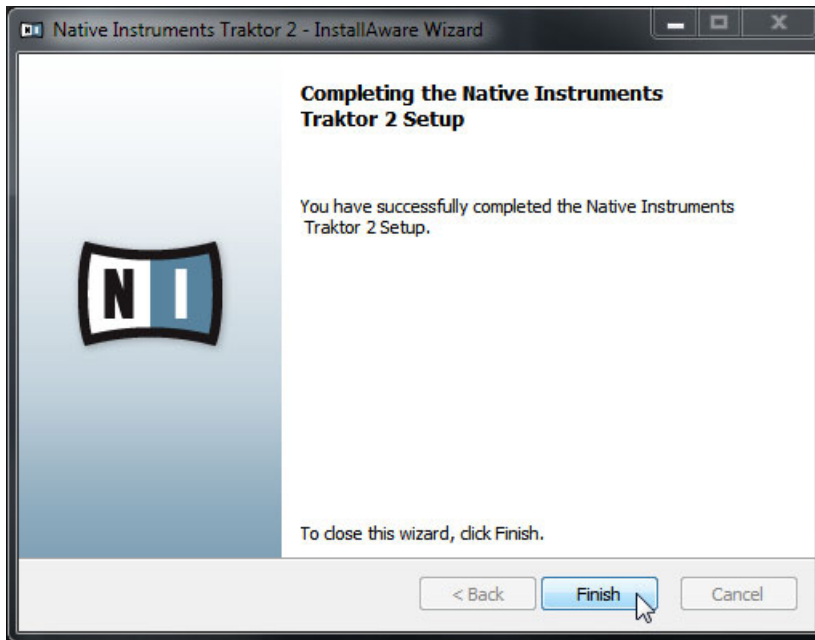 Native Instruments Traktor 2 - InstallAware Wizard
Completing the Native Instruments
Traktor 2 Setup
You have successfully completed the Native Instruments
Traktor 2 Setup.
NI
To close this wizard, click Finish.
< Back Finish Cancel